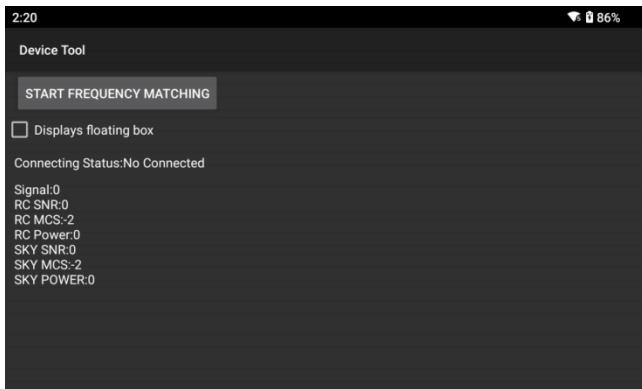 2:20 86%
Device Tool
START FREQUENCY MATCHING
Displays floating box
Connecting Status:No Connected
Signal:0
RC SNR:0
RC MCS:-2
RC Power:0
SKY SNR:0
SKY MCS:-2
SKY POWER:0